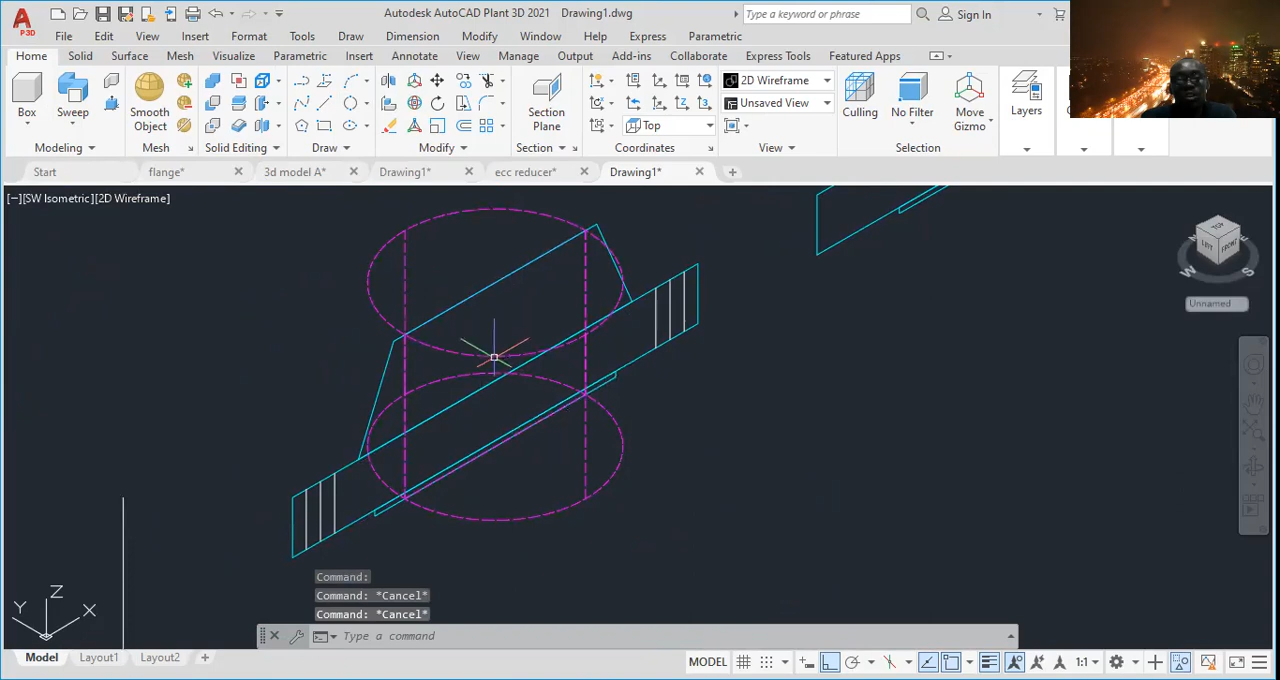 Autodesk AutoCAD Plant 3D 2021 Drawing1.dwg
Type a keyword or phrase
Sign In
P3D
File Edit View Insert Format Tools Draw Dimension Modify Window Help Express Parametric
Home Solid Surface Mesh Visualize Parametric Insert Annotate View Manage Output Add-ins Collaborate Express Tools Featured Apps
2D Wireframe
Unsaved View
Top
Box Sweep Smooth Object Section Plane Culling No Filter Move Gizmo Layers
Modeling Mesh Solid Editing Draw Modify Section Coordinates View Selection
Start flange* 3d model A* Drawing1* ecc reducer* Drawing1*
[−][SW Isometric][2D Wireframe]
TOP
LEFT FRONT
W S
Unnamed
Command:
Command: *Cancel*
Command: *Cancel*
Z
Y X
Type a command
Model Layout1 Layout2 +
MODEL
1:1